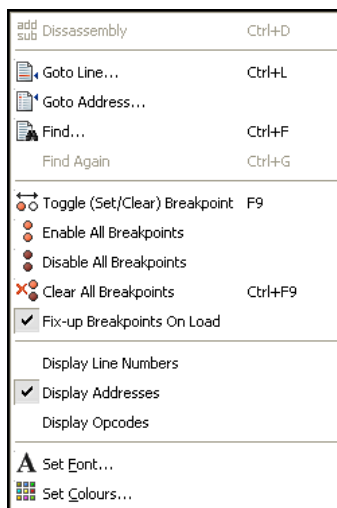 add
sub Dissassembly Ctrl+D
Goto Line... Ctrl+L
Goto Address...
Find... Ctrl+F
Find Again Ctrl+G
Toggle (Set/Clear) Breakpoint F9
Enable All Breakpoints
Disable All Breakpoints
Clear All Breakpoints Ctrl+F9
Fix-up Breakpoints On Load
Display Line Numbers
Display Addresses
Display Opcodes
A Set Font...
Set Colours...